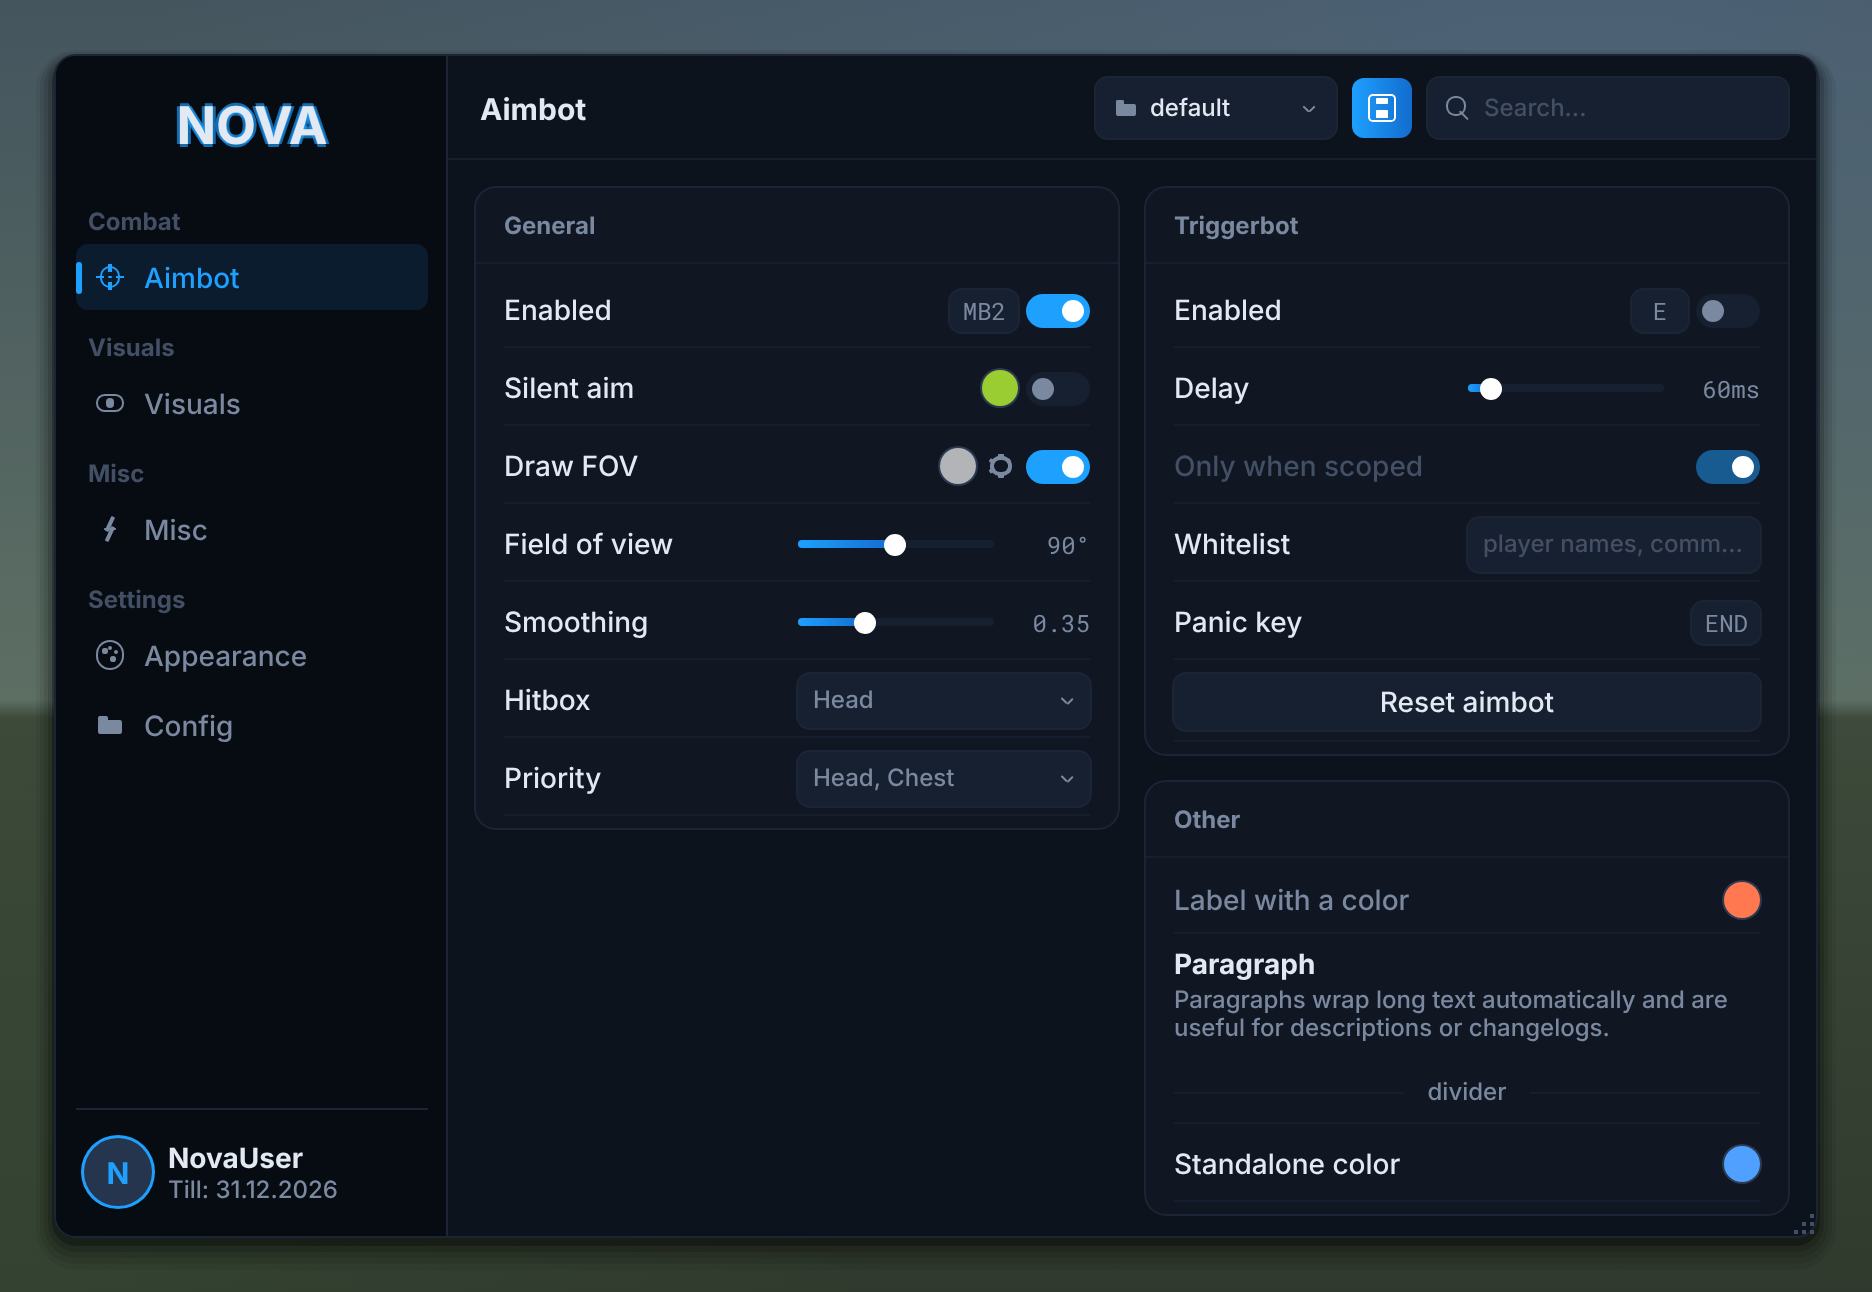 NOVA
Combat
Aimbot
Visuals
Visuals
Misc
Misc
Settings
Appearance
Config
NovaUser
Till: 31.12.2026
Aimbot
default
Search...
General
Enabled
MB2
Silent aim
Draw FOV
Field of view
90°
Smoothing
0.35
Hitbox
Head
Priority
Head, Chest
Triggerbot
Enabled
E
Delay
60ms
Only when scoped
Whitelist
player names, comm...
Panic key
END
Reset aimbot
Other
Label with a color
Paragraph
Paragraphs wrap long text automatically and are
useful for descriptions or changelogs.
divider
Standalone color
N